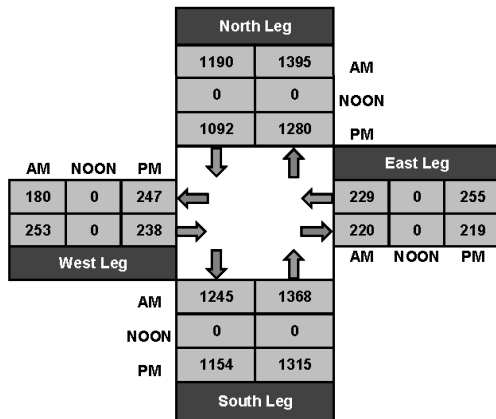 North Leg
1190 1395 AM
0 0 NOON
1092 1280 PM
AM NOON PM East Leg
180 0 247 229 0 255
253 0 238 220 0 219
West Leg AM NOON PM
AM 1245 1368
NOON 0 0
PM 1154 1315
South Leg